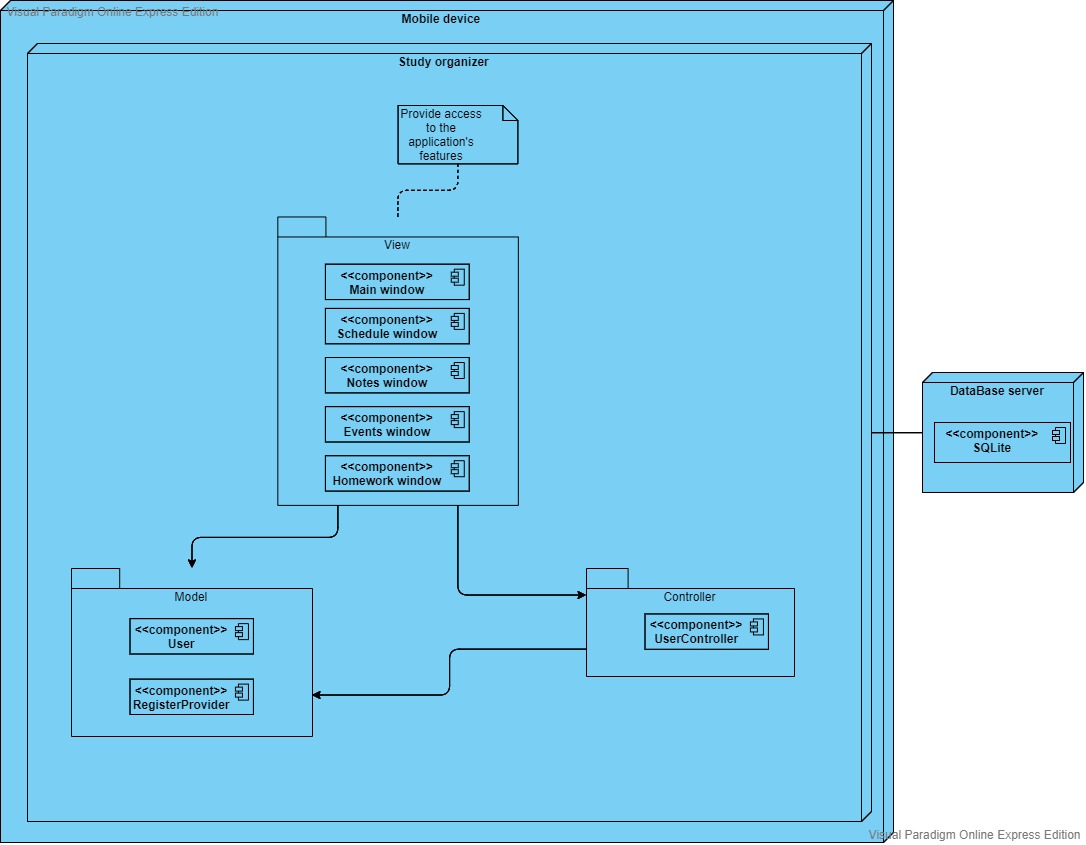 Visual Paradigm Online Express Edition
Mobile device
Study organizer
Provide access
to the
application's
features
View
<<component>>
Main window
<<component>>
Schedule window
<<component>>
Notes window
<<component>>
Events window
<<component>>
Homework window
DataBase server
<<component>>
SQLite
Model
<<component>>
User
<<component>>
RegisterProvider
Controller
<<component>>
UserController
Visual Paradigm Online Express Edition